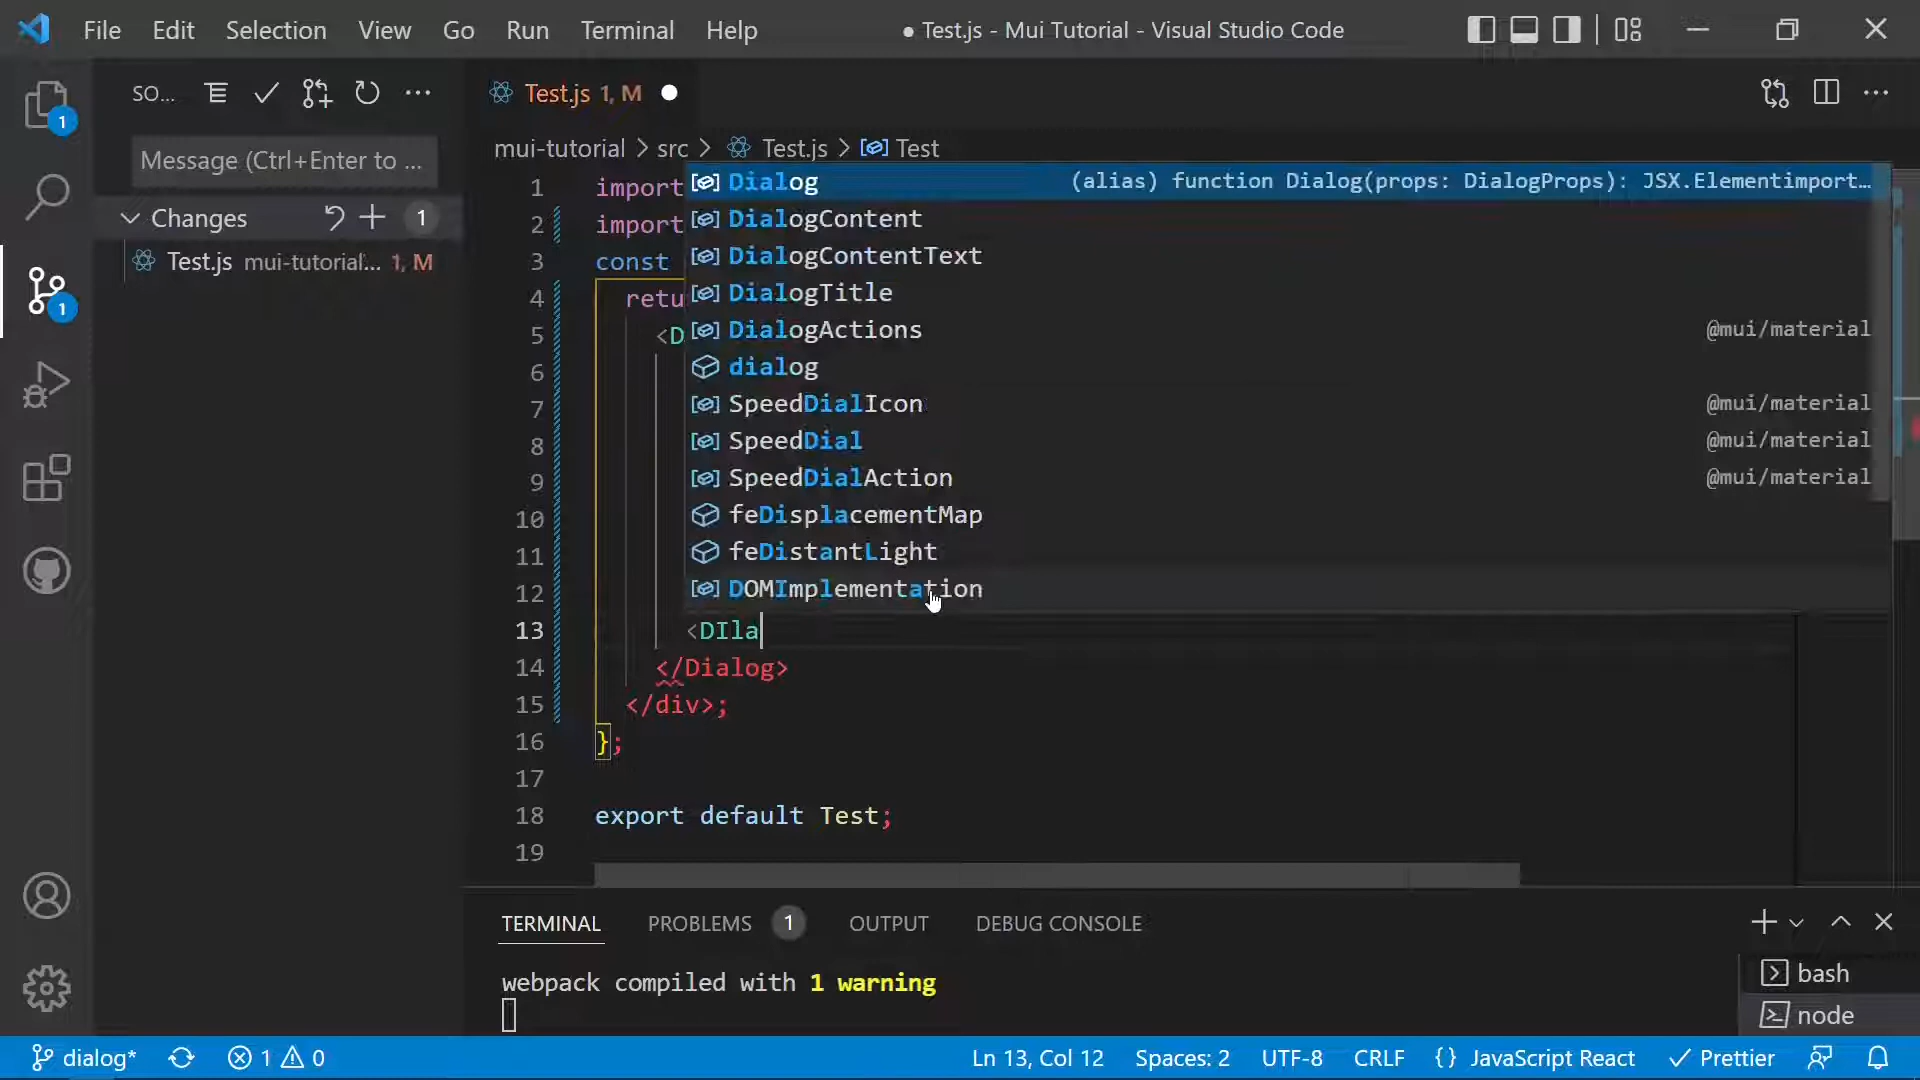 File Edit Selection View Go Run Terminal Help
● Test.js - Mui Tutorial - Visual Studio Code
SO...
Message (Ctrl+Enter to ...
Changes 1
Test.js mui-tutorial... 1, M
1
1
Test.js 1, M
mui-tutorial > src > Test.js > Test
1 import
2 import
3 const
4 retu
5 <D
6
7
8
9
10
11
12
13 <DIla
14 </Dialog>
15 </div>;
16 };
17
18 export default Test;
19
Dialog (alias) function Dialog(props: DialogProps): JSX.Elementimport...
DialogContent
DialogContentText
DialogTitle
DialogActions @mui/material
dialog
SpeedDialIcon @mui/material
SpeedDial @mui/material
SpeedDialAction @mui/material
feDisplacementMap
feDistantLight
DOMImplementation
TERMINAL PROBLEMS 1 OUTPUT DEBUG CONSOLE
webpack compiled with 1 warning
bash
node
dialog* 1 0 Ln 13, Col 12 Spaces: 2 UTF-8 CRLF {} JavaScript React Prettier